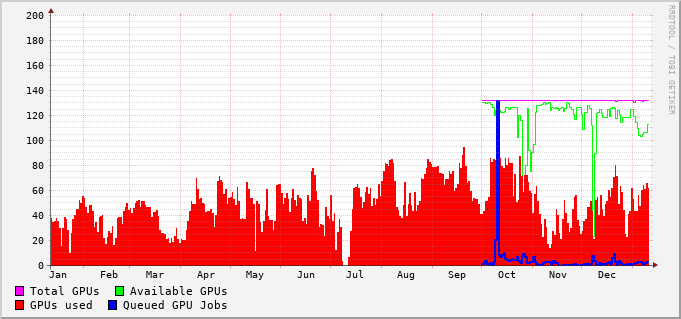 200
180
160
140
120
100
80
60
40
20
0
Jan Feb Mar Apr May Jun Jul Aug Sep Oct Nov Dec
Total GPUs Available GPUs
GPUs used Queued GPU Jobs
RRDTOOL / TOBI OETIKER